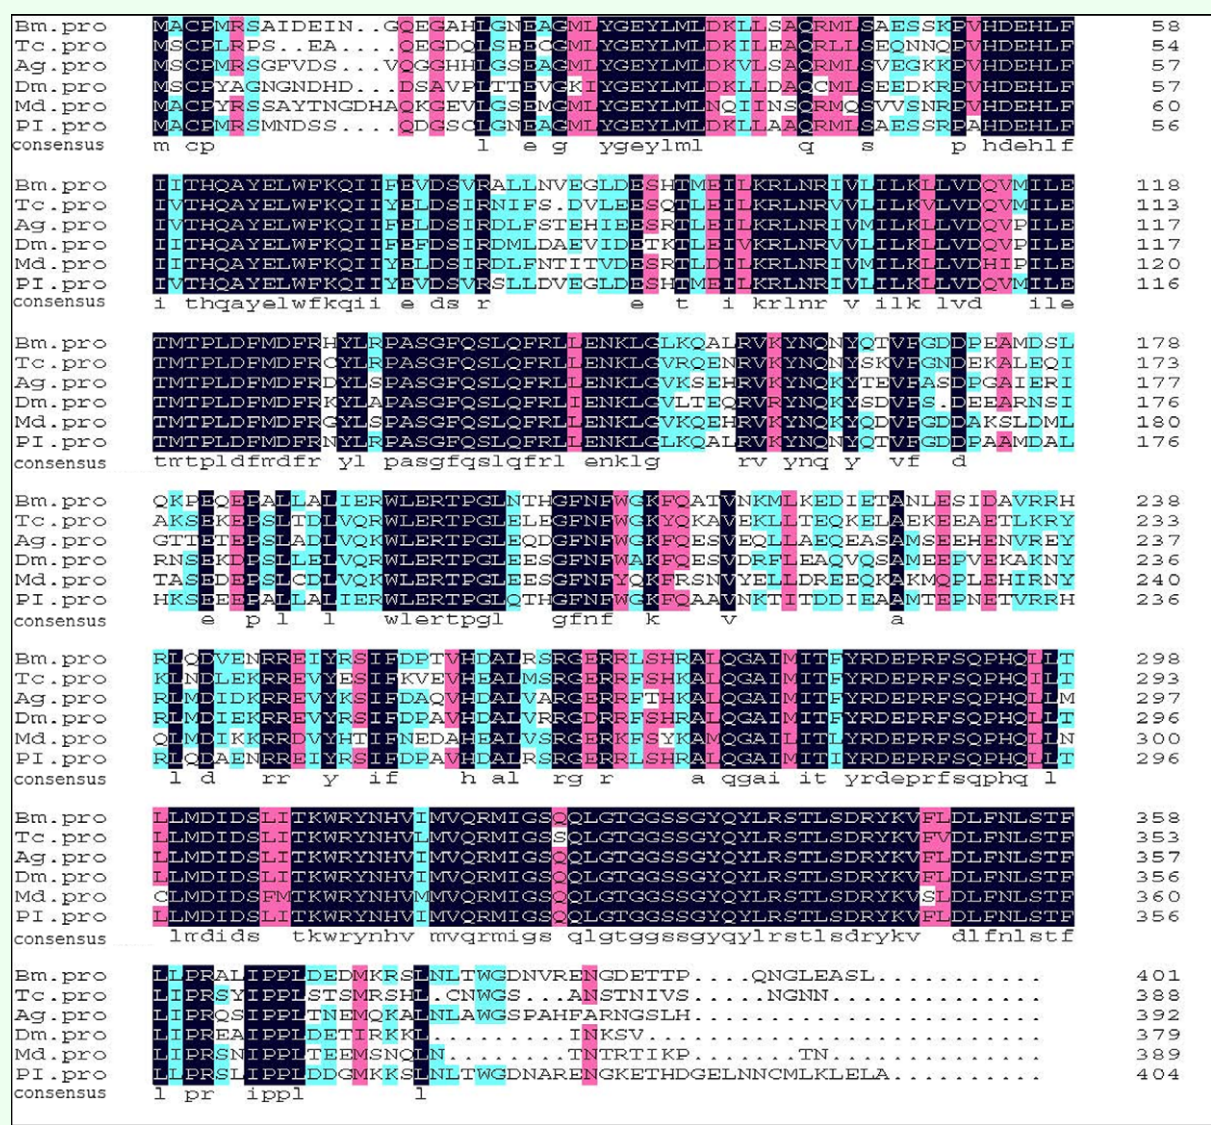 Bm.pro MACPMRSAIDEIN..GQEGAHLGNEAGMLYGEYLMLDKLLSAQRMLSAESSKPVHDEHLF 58
Tc.pro MSCPLRPS..EA....QEGDQLSEECGMLYGEYLMLDKILEAQRLLSEQNNQPVHDEHLF 54
Ag.pro MSCPMRSGFVDS...VQGGHHLGSEAGMLYGEYLMLDKVLSAQRMLSVEGKKPVHDEHLF 57
Dm.pro MSCPYAGNGNDHD...DSAVPLTTEVGKIYGEYLMLDKLLDAQCMLSEEDKRPVHDEHLF 57
Md.pro MACPYRSSAYTNGDHAQKGEVLGSEMGMLYGEYLMLNQIINSQRMQSVVSNRPVHDEHLF 60
PI.pro MACPMRSMNDSS....QDGSCLGNEAGMLYGEYLMLDKLLAAQRMLSAESSRPAHDEHLF 56
consensus m cp l e g ygeylml q s p hdehlf
Bm.pro IITHQAYELWFKQIIFEVDSVRALLNVEGLDESHTMEILKRLNRIVLILKLLVDQVMILE 118
Tc.pro IVTHQAYELWFKQIIYELDSIRNIFS.DVLEESQTLEILKRLNRVVLILKVLVDQVMILE 113
Ag.pro IVTHQAYELWFKQIIFELDSIRDLFSTEHIEESRTLEILKRLNRIVMILKLLVDQVPILE 117
Dm.pro IITHQAYELWFKQIIFEFDSIRDMLDAEVIDETKTLEIVKRLNRVVLILKLLVDQVPILE 117
Md.pro IITHQAYELWFKQIIYELDSIRDLFNTITVDESRTLDILKRLNRIVMILKLLVDHIPILE 120
PI.pro IVTHQAYELWFKQIIYEVDSVRSLLDVEGLDESHTMEILKRLNRIVMILKLLVDQVMILE 116
consensus i thqayelwfkqii e ds r e t i krlnr v ilk lvd ile
Bm.pro TMTPLDFMDFRHYLRPASGFQSLQFRLLENKLGLKQALRVKYNQNYQTVFGDDPEAMDSL 178
Tc.pro TMTPLDFMDFRCYLRPASGFQSLQFRLLENKLGVRQENRVKYNQNYSKVFGNDEKALEQI 173
Ag.pro TMTPLDFMDFRDYLSPASGFQSLQFRLLENKLGVKSEHRVKYNQKYTEVFASDPGAIERI 177
Dm.pro TMTPLDFMDFRKYLAPASGFQSLQFRLIENKLGVLTEQRVRYNQKYSDVFS.DEEARNSI 176
Md.pro TMTPLDFMDFRGYLSPASGFQSLQFRLLENKLGVKQEHRVKYNQKYQDVFGDDAKSLDML 180
PI.pro TMTPLDFMDFRNYLRPASGFQSLQFRLLENKLGLKQALRVKYNQNYQTVFGDDPAAMDAL 176
consensus tmtpldfmdfr yl pasgfqslqfrl enklg rv ynq y vf d
Bm.pro QKPEQEPALLALIERWLERTPGLNTHGFNFWGKFQATVNKMLKEDIETANLESIDAVRRH 238
Tc.pro AKSEKEPSLTDLVQRWLERTPGLELEGFNFWGKYQKAVEKLLTEQKELAEKEEAETLKRY 233
Ag.pro GTTETEPSLADLVQKWLERTPGLEQDGFNFWGKFQESVEQLLAEQEASAMSEEHENVREY 237
Dm.pro RNSEKDPSLLELVQRWLERTPGLEESGFNFWAKFQESVDRFLEAQVQSAMEEPVEKAKNY 236
Md.pro TASEDEPSLCDLVQKWLERTPGLEESGFNFYQKFRSNVYELLDREEQKAKMQPLEHIRNY 240
PI.pro HKSEEEPALLALIERWLERTPGLQTHGFNFWGKFQAAVNKTITDDIEAAMTEPNETVRRH 236
consensus e p l l wlertpgl gfnf k v a
Bm.pro RLQDVENRREIYRSIFDPTVHDALRSRGERRLSHRALQGAIMITFYRDEPRFSQPHQLLT 298
Tc.pro KLNDLEKRREVYESIFKVEVHEALMSRGERRFSHKALQGAIMITFYRDEPRFSQPHQILT 293
Ag.pro RLMDIDKRREVYKSIFDAQVHDALVARGERRFTHKALQGAIMITFYRDEPRFSQPHQLLM 297
Dm.pro RLMDIEKRREVYRSIFDPAVHDALVRRGDRRFSHRALQGAIMITFYRDEPRFSQPHQLLT 296
Md.pro QLMDIKKRRDVYHTIFNEDAHEALVSRGERKFSYKAMQGAIMITLYRDEPRFSQPHQLLN 300
PI.pro RLQDAENRREIYRSIFDPAVHDALRSRGERRLSHRALQGAIMITFYRDEPRFSQPHQLLT 296
consensus l d rr y if h al rg r a qgai it yrdeprfsqphq l
Bm.pro LLMDIDSLITKWRYNHVIMVQRMIGSQQLGTGGSSGYQYLRSTLSDRYKVFLDLFNLSTF 358
Tc.pro LLMDIDSLITKWRYNHVLMVQRMIGSSQLGTGGSSGYQYLRSTLSDRYKVFVDLFNLSTF 353
Ag.pro LLMDIDSLITKWRYNHVIMVQRMIGSQQLGTGGSSGYQYLRSTLSDRYKVFLDLFNLSTF 357
Dm.pro LLMDIDSLITKWRYNHVIMVQRMIGSQQLGTGGSSGYQYLRSTLSDRYKVFLDLFNLSTF 356
Md.pro CLMDIDSFMTKWRYNHVMMVQRMIGSQQLGTGGSSGYQYLRSTLSDRYKVSLDLFNLSTF 360
PI.pro LLMDIDSLITKWRYNHVIMVQRMIGSQQLGTGGSSGYQYLRSTLSDRYKVFLDLFNLSTF 356
consensus lmdids tkwrynhv mvqrmigs qlgtggssgyqylrstlsdrykv dlfnlstf
Bm.pro LLPRALIPPLDEDMKRSLNLTWGDNVRENGDETTP....QNGLEASL........... 401
Tc.pro LIPRSYIPPLSTSMRSHL.CNWGS...ANSTNIVS.....NGNN.............. 388
Ag.pro LIPRQSIPPLTNEMQKALNLAWGSPAHFARNGSLH....................... 392
Dm.pro LIPREAIPPLDETIRKKL.........INKSV.......................... 379
Md.pro LIPRSNIPPLTEEMSNQLN........TNTRTIKP.......TN.............. 389
PI.pro LLPRSLIPPLDDGMKKSLNLTWGDNARENGKETHDGELNNCMLKLELA.......... 404
consensus l pr ippl l